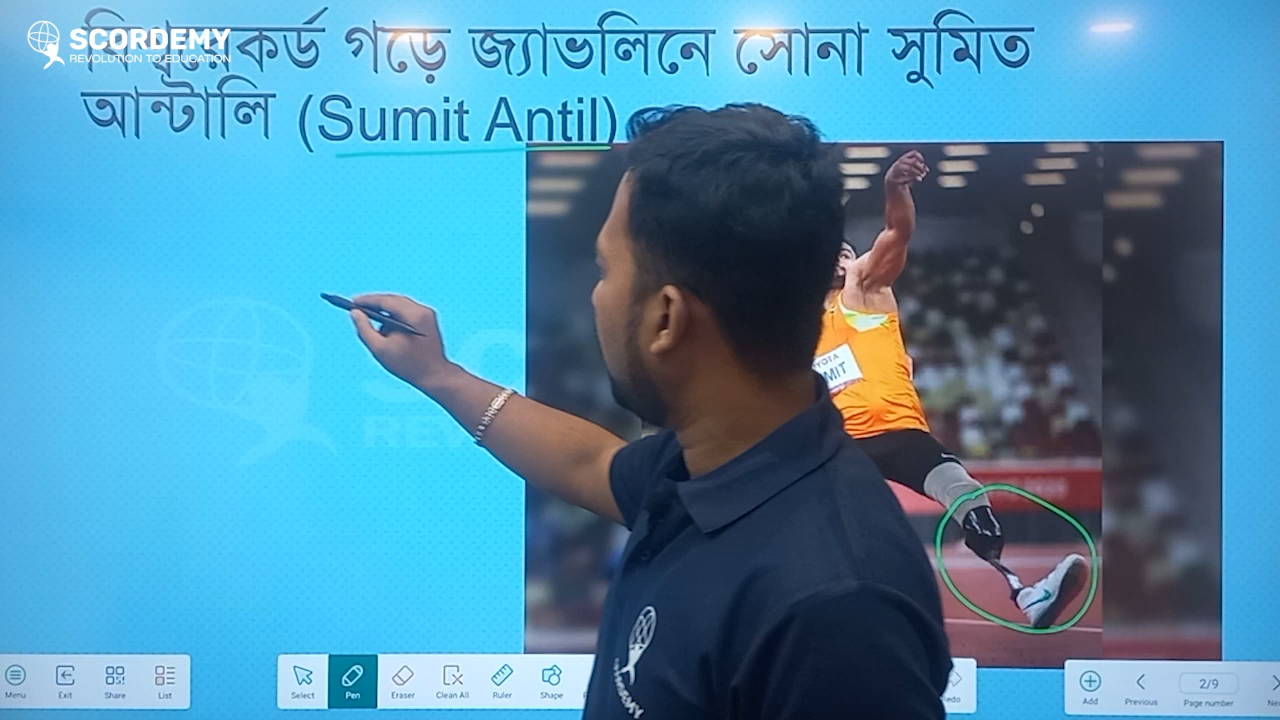 SCORDEMY
REVOLUTION TO EDUCATION
গড়ে জ্যাভলিনে সোনা সুমিত
আন্টালি (Sumit Antil)
TOYOTA
MIT
Menu
Exit
Share
List
Select
Pen
Eraser
Clean All
Ruler
Shape
Add
Previous
2/9
Page number